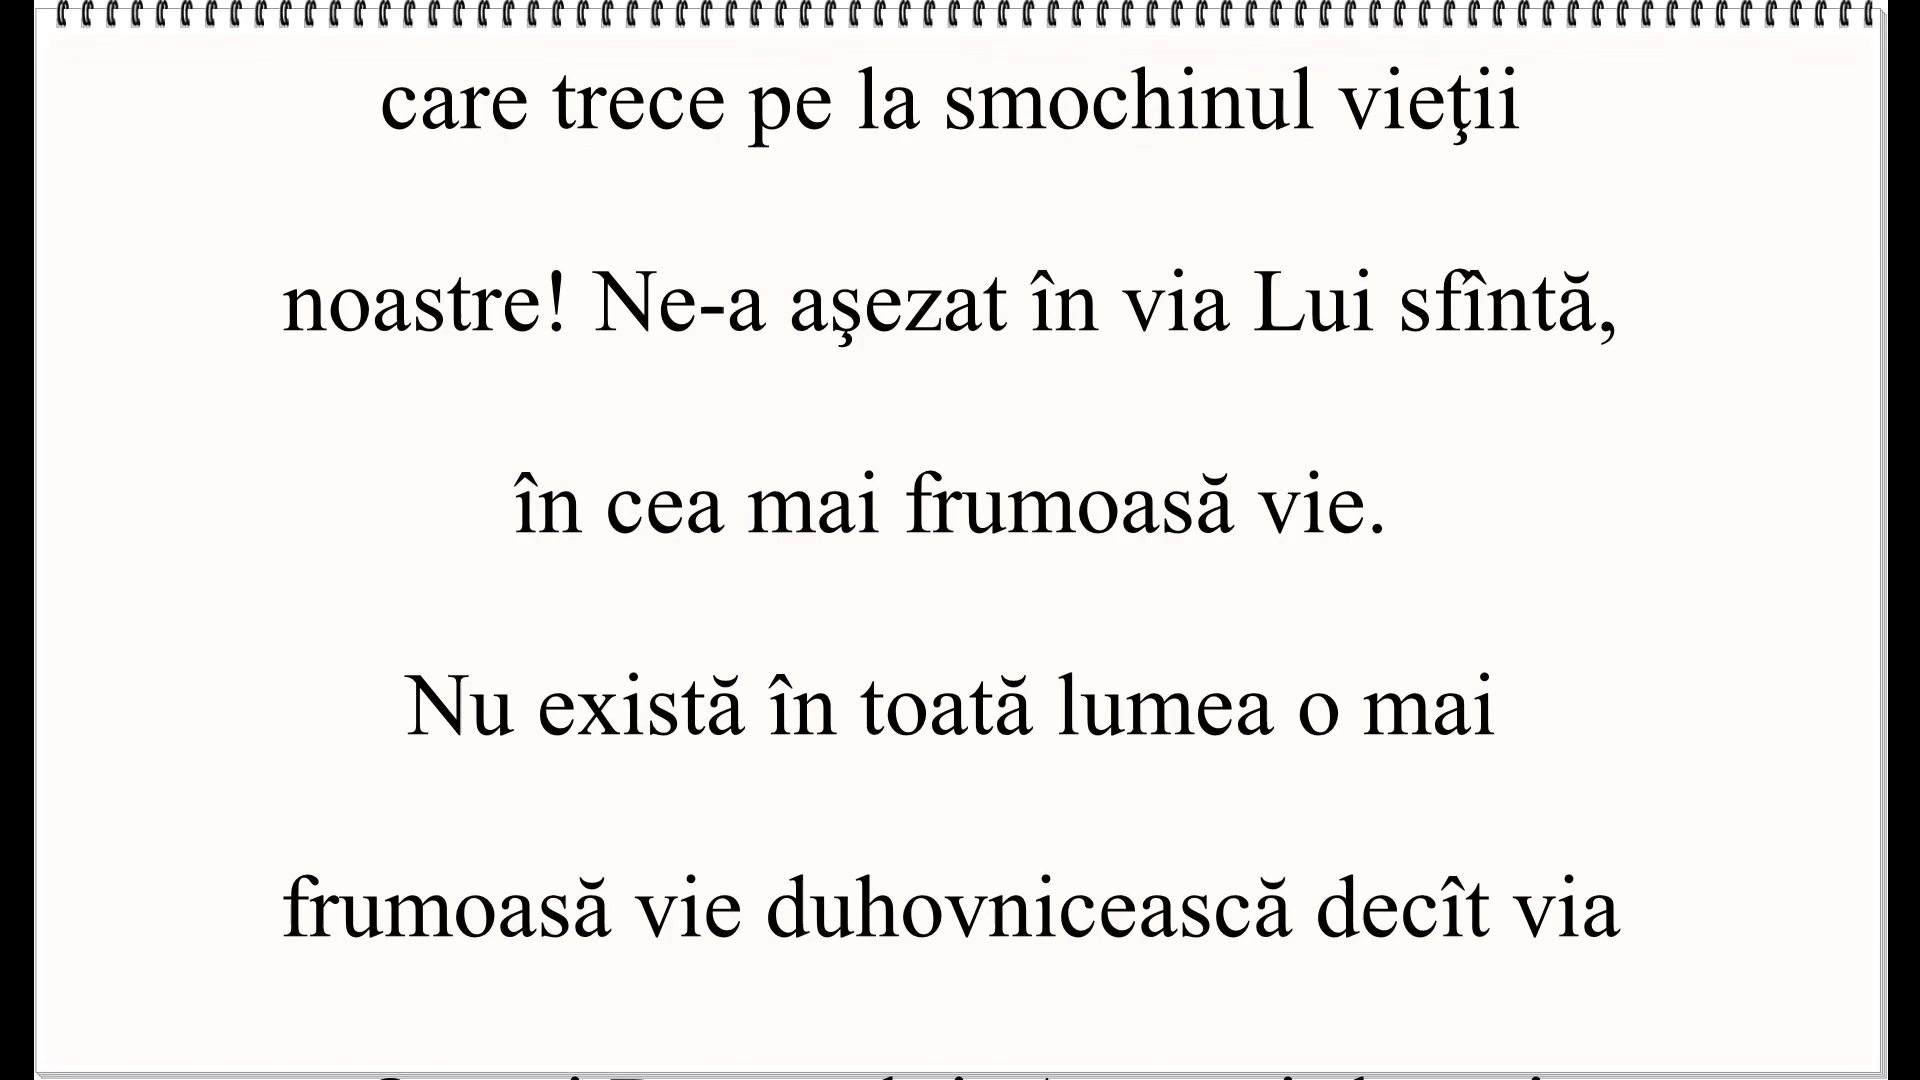 care trece pe la smochinul vieţii
noastre! Ne-a aşezat în via Lui sfîntă,
în cea mai frumoasă vie.
Nu există în toată lumea o mai
frumoasă vie duhovnicească decît via